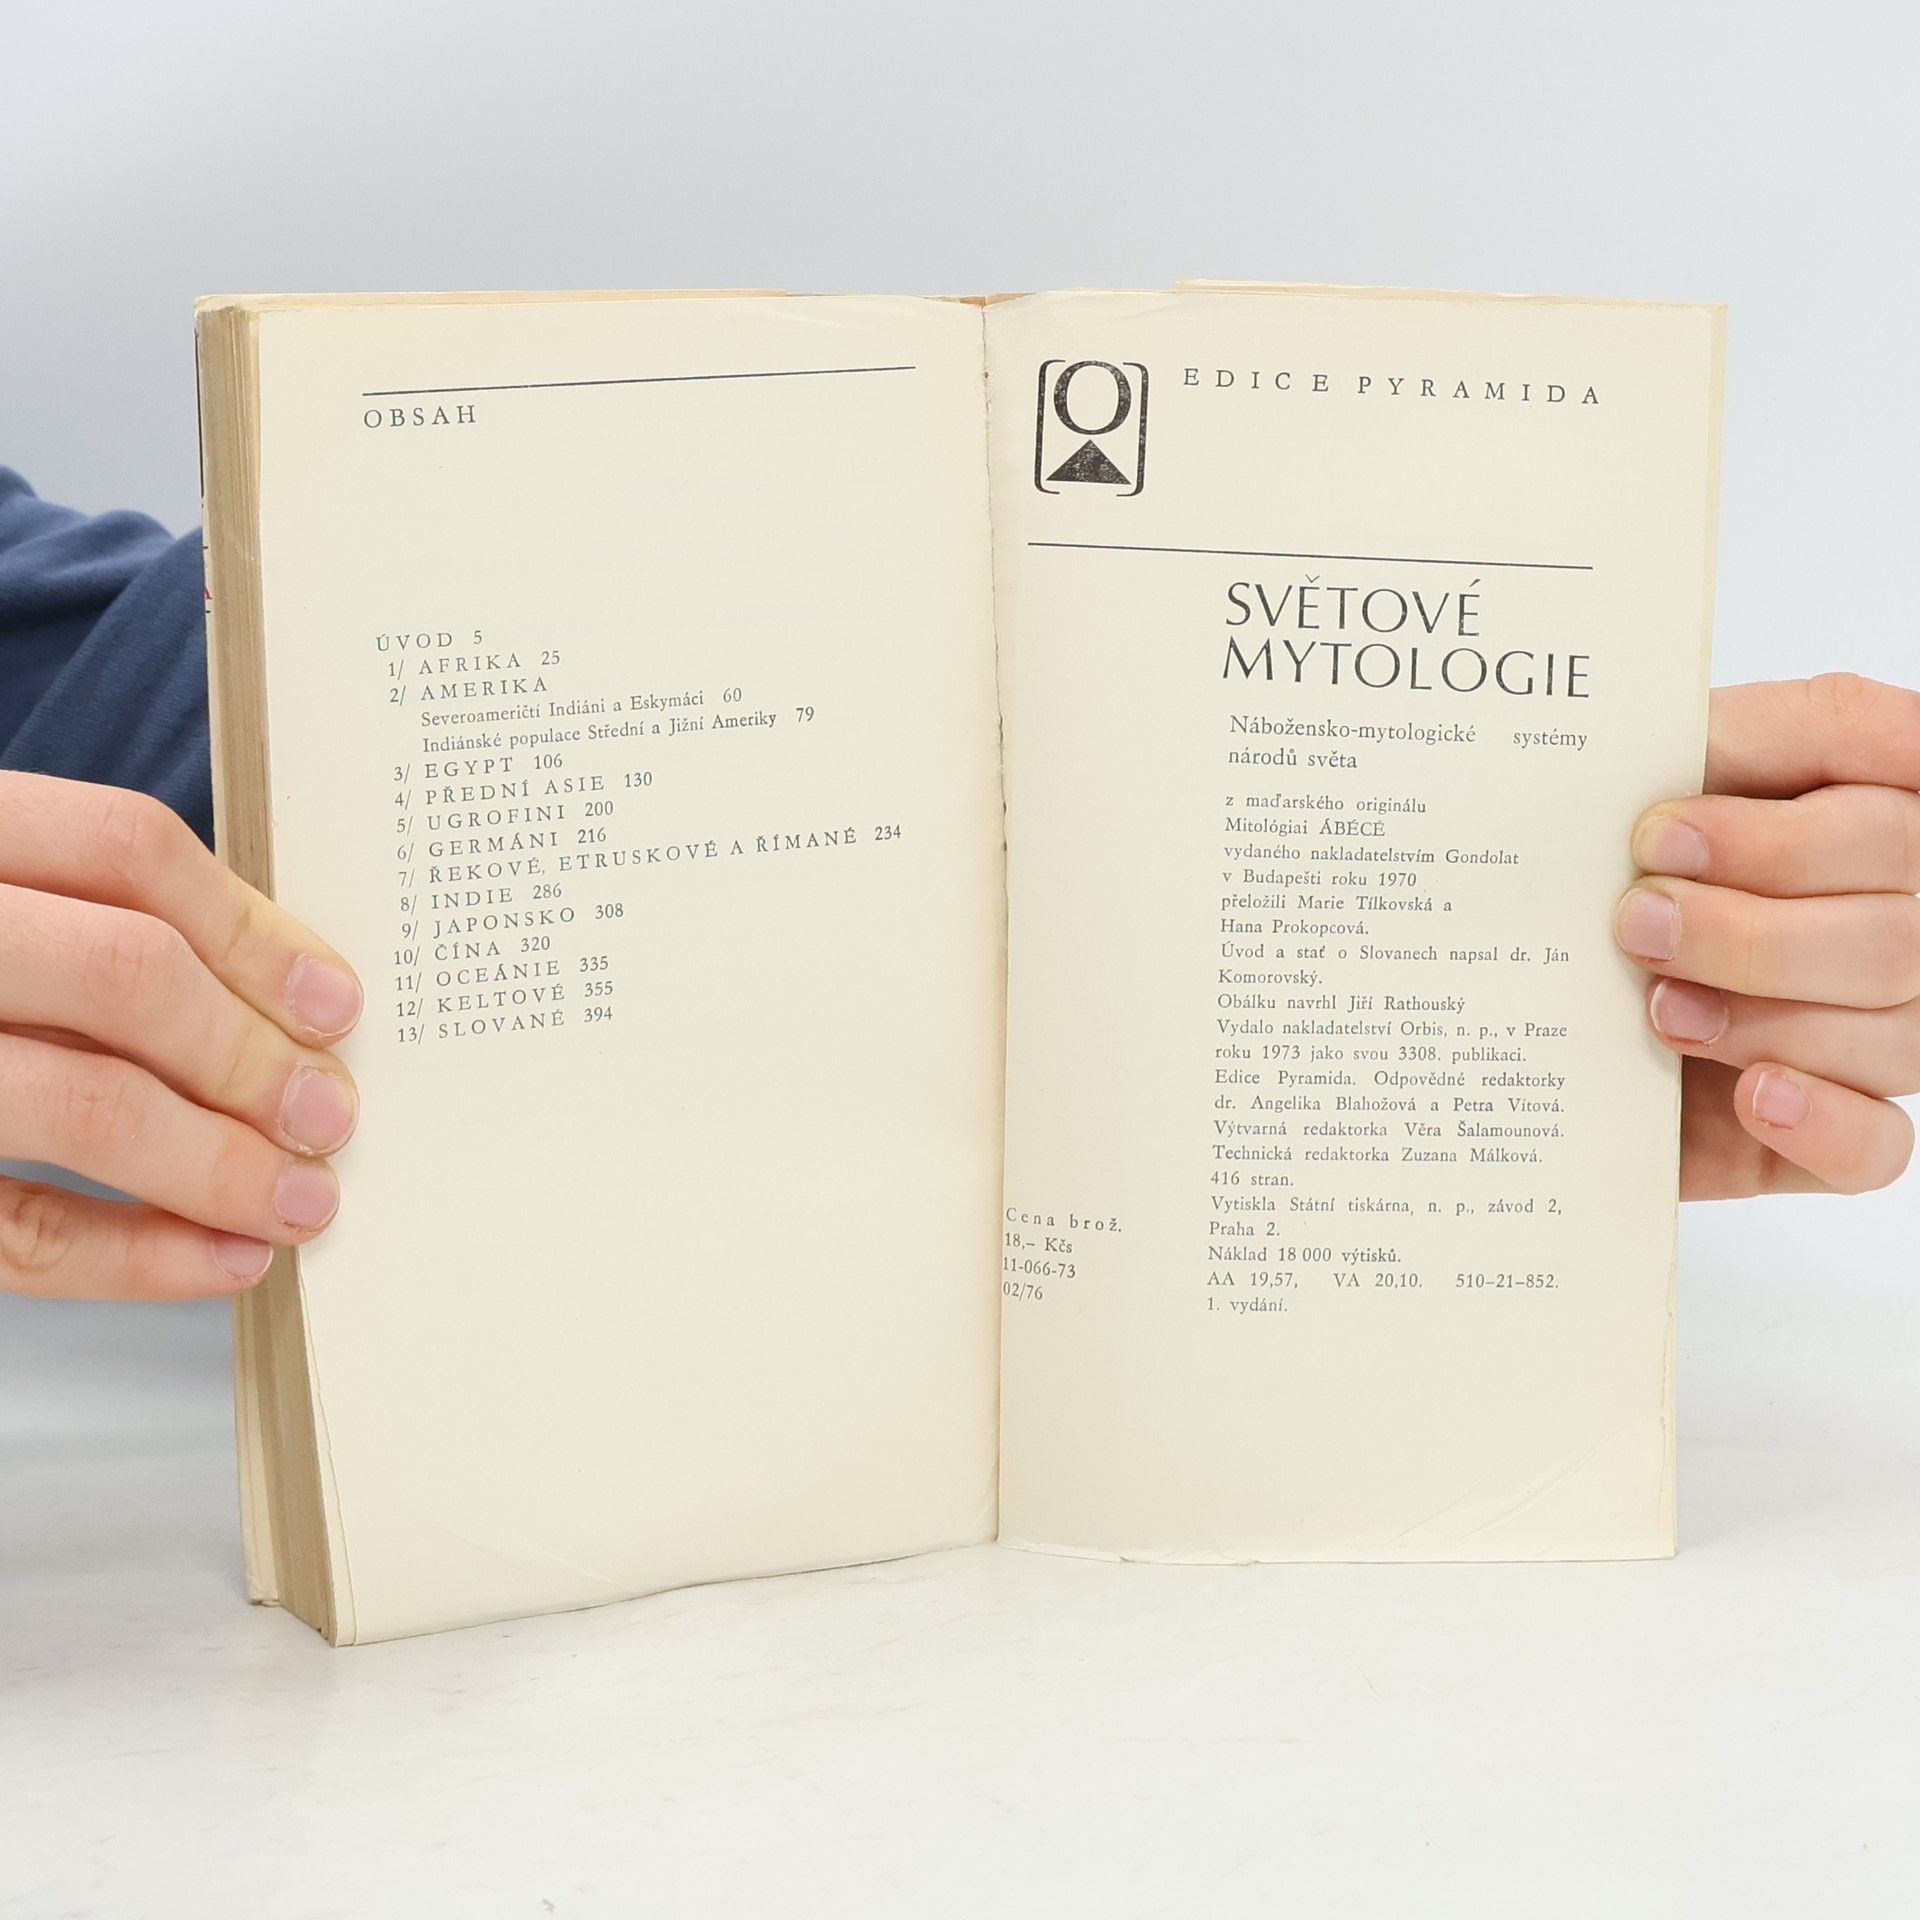 OBSAH
ÚVOD 5
1/ AFRIKA 25
2/ AMERIKA
Severoameričtí Indiáni a Eskymáci 60
Indiánské populace Střední a Jižní Ameriky 79
3/ EGYPT 106
4/ PŘEDNÍ ASIE 130
5/ UGROFINI 200
6/ GERMÁNI 216
7/ ŘEKOVÉ, ETRUSKOVÉ A ŘÍMANÉ 234
8/ INDIE 286
9/ JAPONSKO 308
10/ ČÍNA 320
11/ OCEÁNIE 335
12/ KELTOVÉ 355
13/ SLOVANÉ 394
EDICE PYRAMIDA
SVĚTOVÉ
MYTOLOGIE
Nábožensko-mytologické systémy
národů světa
z maďarského originálu
Mitológiai ÁBÉCÉ
vydaného nakladatelstvím Gondolat
v Budapešti roku 1970
přeložili Marie Tílkovská a
Hana Prokopcová.
Úvod a stať o Slovanech napsal dr. Ján
Komorovský.
Obálku navrhl Jiří Rathouský
Vydalo nakladatelství Orbis, n. p., v Praze
roku 1973 jako svou 3308. publikaci.
Edice Pyramida. Odpovědné redaktorky
dr. Angelika Blahožová a Petra Vítová.
Výtvarná redaktorka Věra Šalamounová.
Technická redaktorka Zuzana Málková.
416 stran.
Vytiskla Státní tiskárna, n. p., závod 2,
Praha 2.
Náklad 18 000 výtisků.
AA 19,57, VA 20,10. 510–21–852.
1. vydání.
Cena brož.
18,– Kčs
11-066-73
02/76